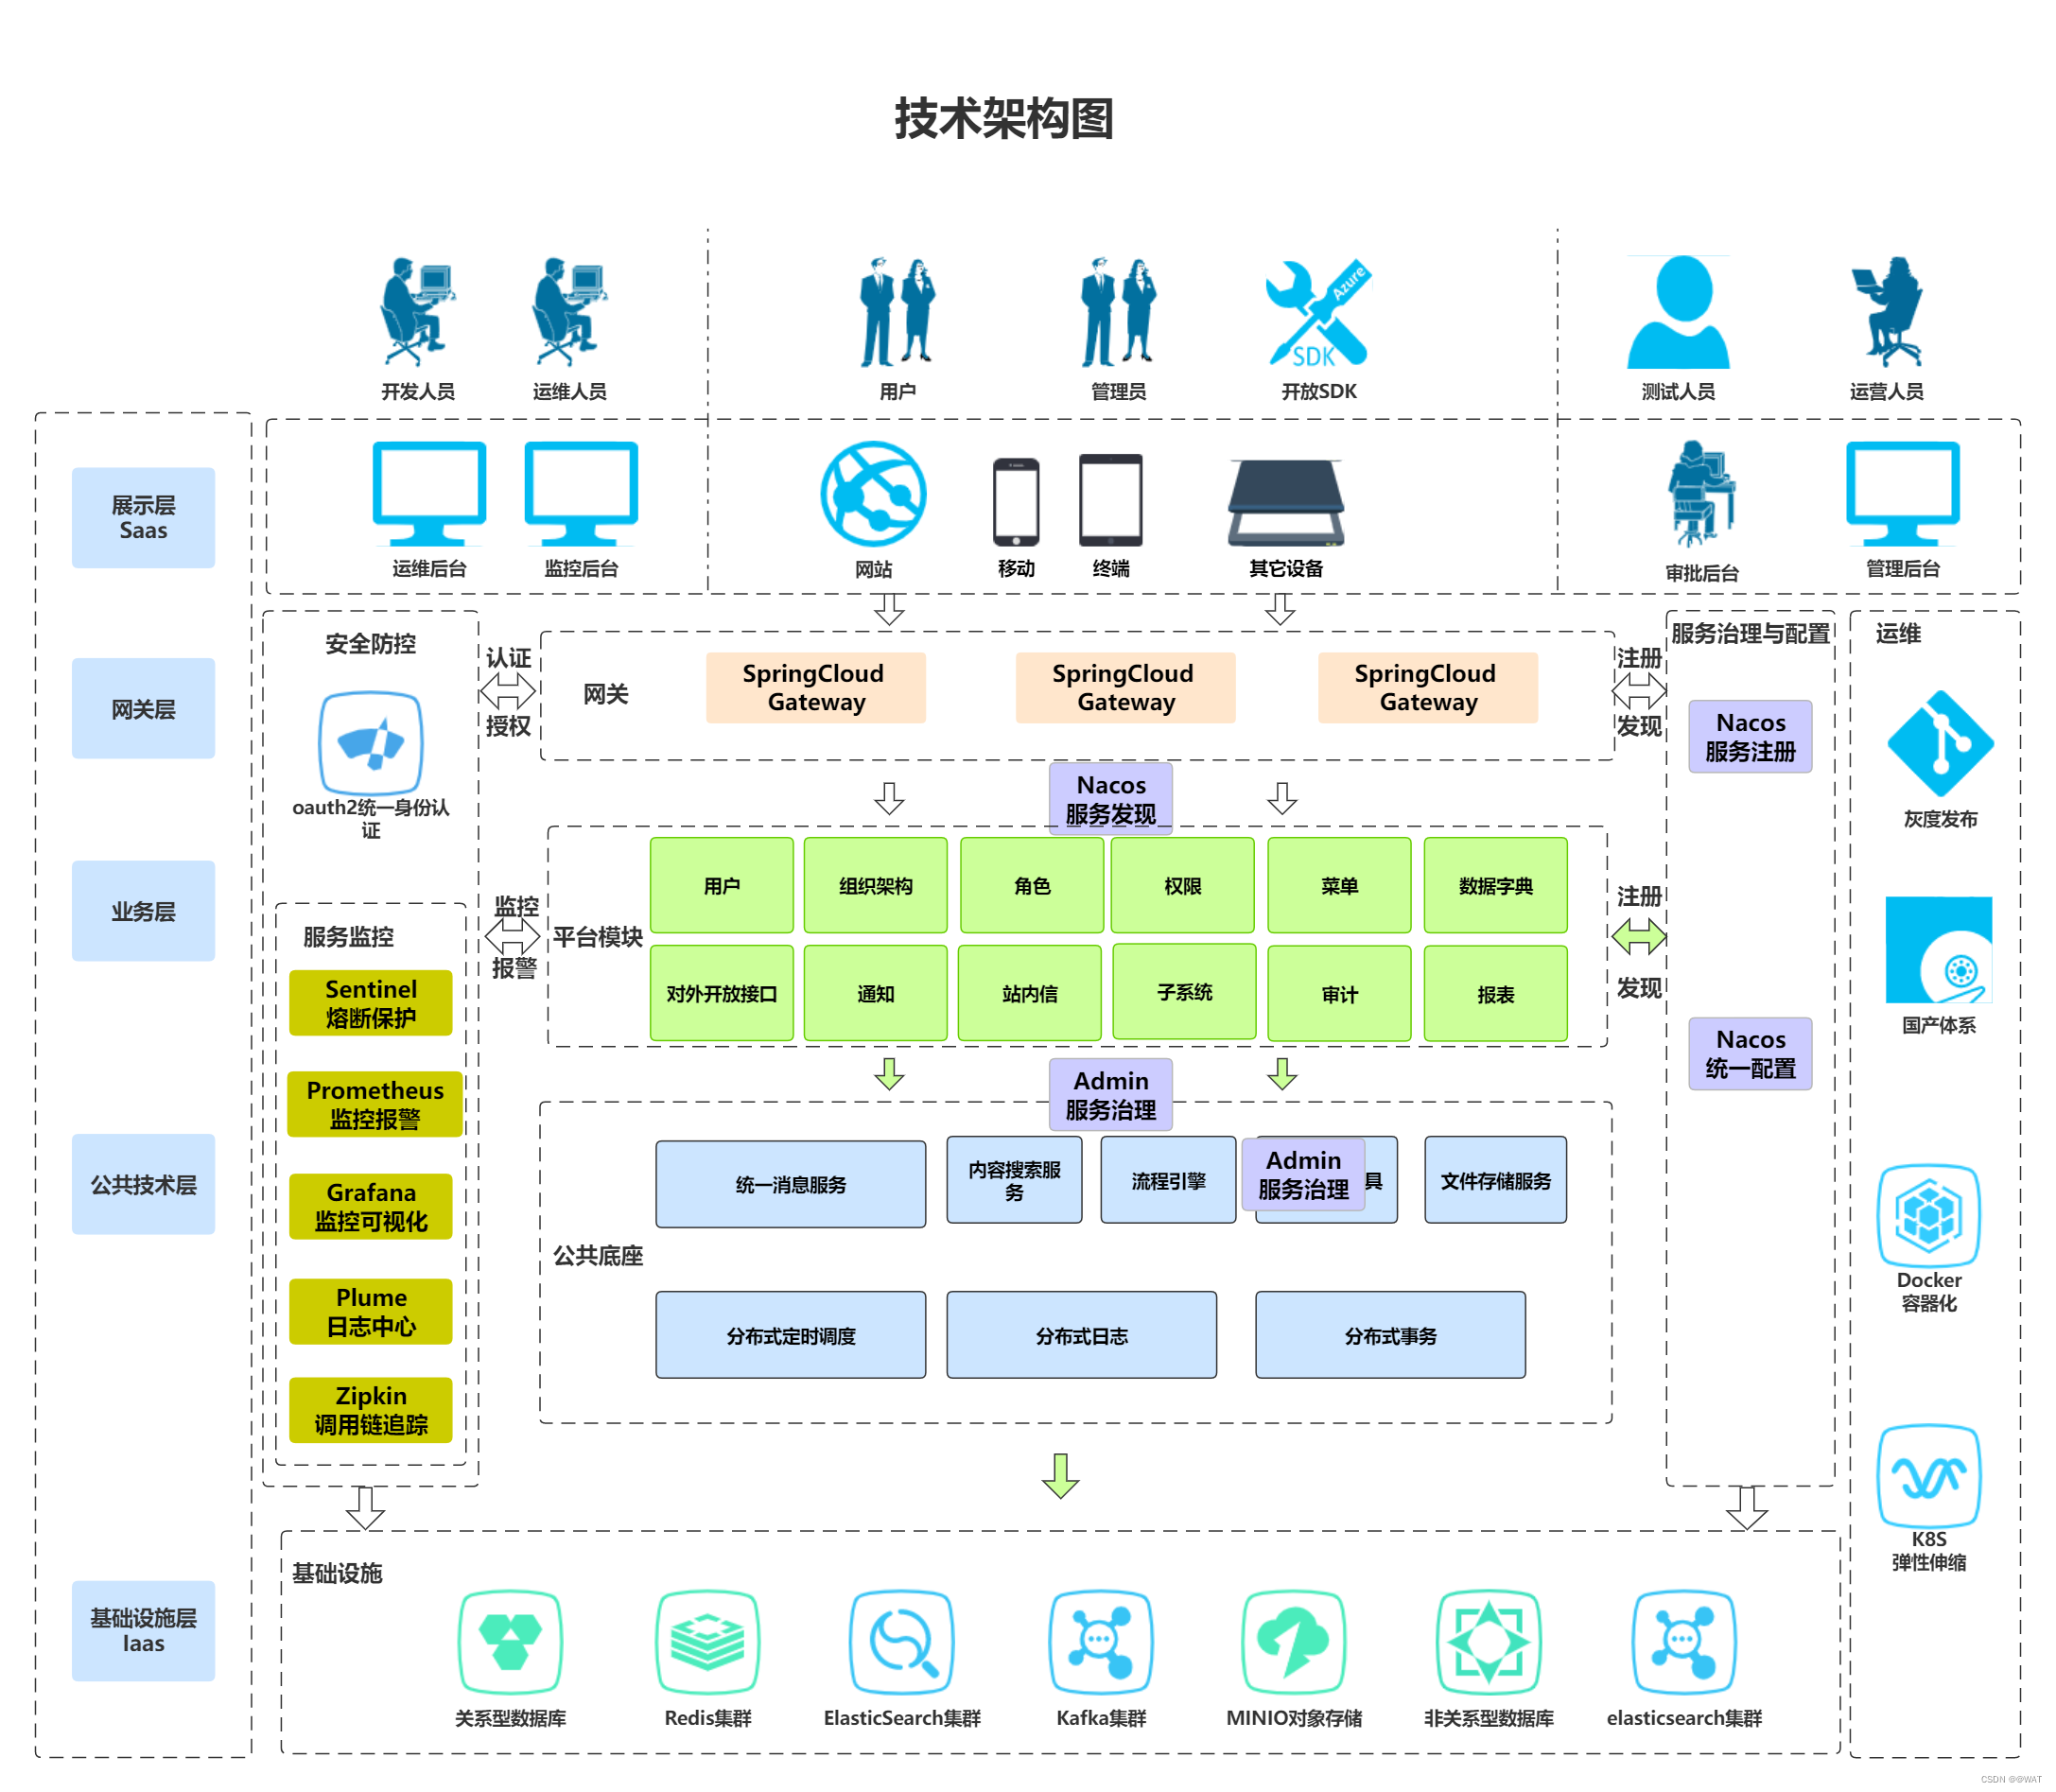 技术架构图
开发人员
运维人员
用户
管理员
Azure
SDK
开放SDK
测试人员
运营人员
展示层
Saas
运维后台
监控后台
网站
移动
终端
其它设备
审批后台
管理后台
网关层
安全防控
oauth2统一身份认
证
认证
授权
网关
SpringCloud
Gateway
SpringCloud
Gateway
SpringCloud
Gateway
注册
发现
服务治理与配置
Nacos
服务注册
运维
灰度发布
Nacos
服务发现
业务层
服务监控
Sentinel
熔断保护
Prometheus
监控报警
Grafana
监控可视化
Plume
日志中心
Zipkin
调用链追踪
监控
报警
平台模块
用户
组织架构
角色
权限
菜单
数据字典
对外开放接口
通知
站内信
子系统
审计
报表
注册
发现
Nacos
统一配置
国产体系
Admin
服务治理
公共技术层
公共底座
统一消息服务
内容搜索服
务
流程引擎
Admin
服务治理
具
文件存储服务
分布式定时调度
分布式日志
分布式事务
Docker
容器化
K8S
弹性伸缩
基础设施层
Iaas
基础设施
关系型数据库
Redis集群
ElasticSearch集群
Kafka集群
MINIO对象存储
非关系型数据库
elasticsearch集群
CSDN @@WAT